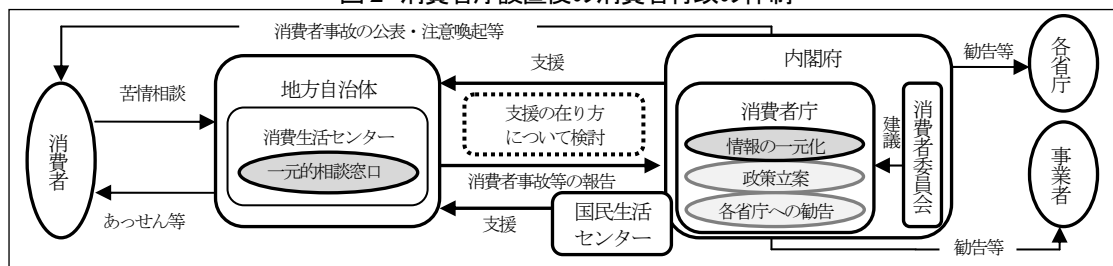 図2 消費者庁設置後の消費者行政の体制
消費者事故の公表・注意喚起等
消費者
苦情相談
あっせん等
地方自治体
消費生活センター
一元的相談窓口
支援
支援の在り方
について検討
消費者事故等の報告
支援
国民生活
センター
内閣府
消費者庁
情報の一元化
政策立案
各省庁への勧告
建議
消費者委員会
勧告等
各省庁
事業者
勧告等